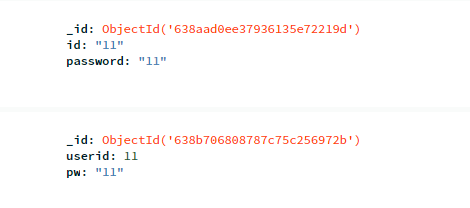 _id: ObjectId('638aad0ee37936135e72219d')
id: "11"
password: "11"
_id: ObjectId('638b706808787c75c256972b')
userid: 11
pw: "11"